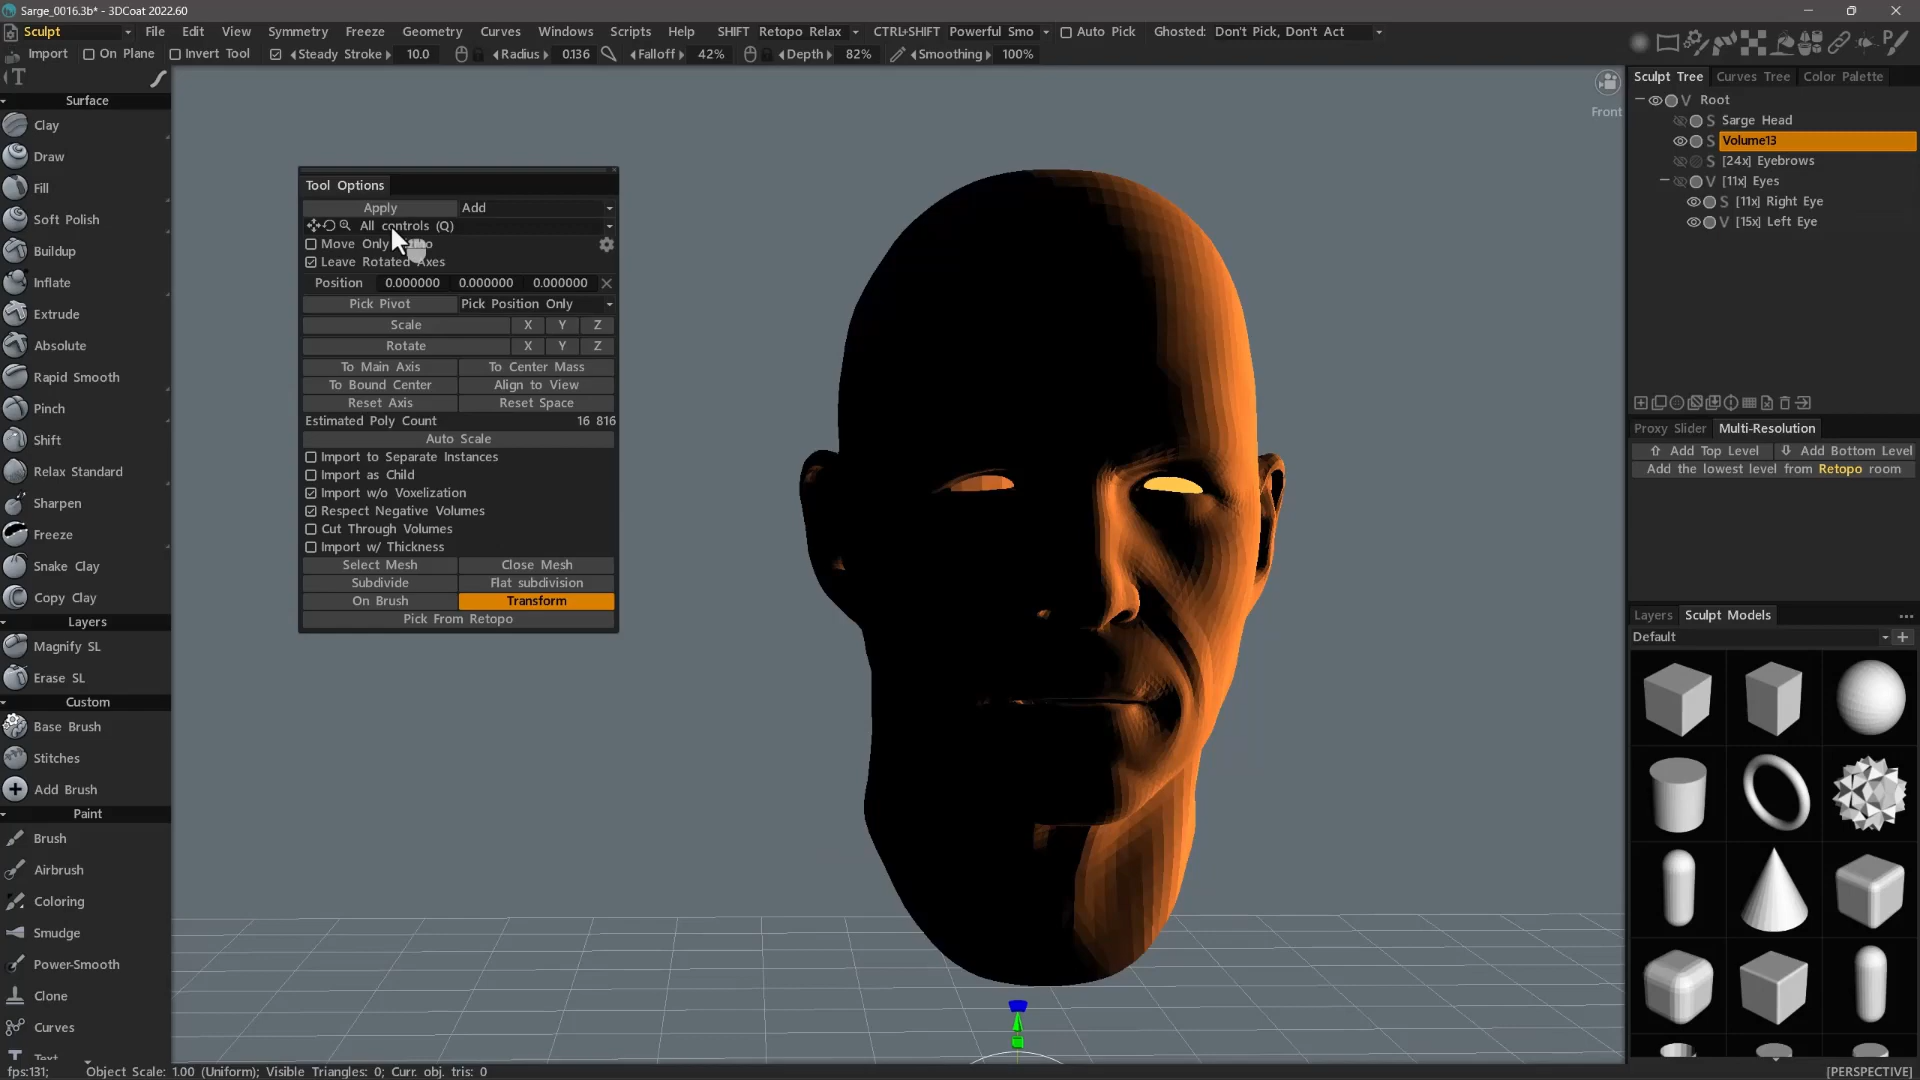 Sarge_0016.3b* - 3DCoat 2022.60
Sculpt File Edit View Symmetry Freeze Geometry Curves Windows Scripts Help SHIFT Retopo Relax CTRL+SHIFT Powerful Smo Auto Pick Ghosted: Don't Pick, Don't Act
Import On Plane Invert Tool Steady Stroke 10.0 Radius 0.136 Falloff 42% Depth 82% Smoothing 100%
T
Surface
Clay
Draw
Fill
Soft Polish
Buildup
Inflate
Extrude
Absolute
Rapid Smooth
Pinch
Shift
Relax Standard
Sharpen
Freeze
Snake Clay
Copy Clay
Layers
Magnify SL
Erase SL
Custom
Base Brush
Stitches
Add Brush
Paint
Brush
Airbrush
Coloring
Smudge
Power-Smooth
Clone
Curves
Text
Tool Options
Apply Add
All controls (Q)
Move Only
Leave Rotated Axes
Position 0.000000 0.000000 0.000000
Pick Pivot Pick Position Only
Scale X Y Z
Rotate X Y Z
To Main Axis To Center Mass
To Bound Center Align to View
Reset Axis Reset Space
Estimated Poly Count 16 816
Auto Scale
Import to Separate Instances
Import as Child
Import w/o Voxelization
Respect Negative Volumes
Cut Through Volumes
Import w/ Thickness
Select Mesh Close Mesh
Subdivide Flat subdivision
On Brush Transform
Pick From Retopo
Front
Sculpt Tree Curves Tree Color Palette
V Root
S Sarge Head
S Volume13
S [24x] Eyebrows
V [11x] Eyes
S [11x] Right Eye
V [15x] Left Eye
Proxy Slider Multi-Resolution
Add Top Level Add Bottom Level
Add the lowest level from Retopo room
Layers Sculpt Models
Default
fps:131; Object Scale: 1.00 (Uniform); Visible Triangles: 0; Curr. obj. tris: 0 [PERSPECTIVE]